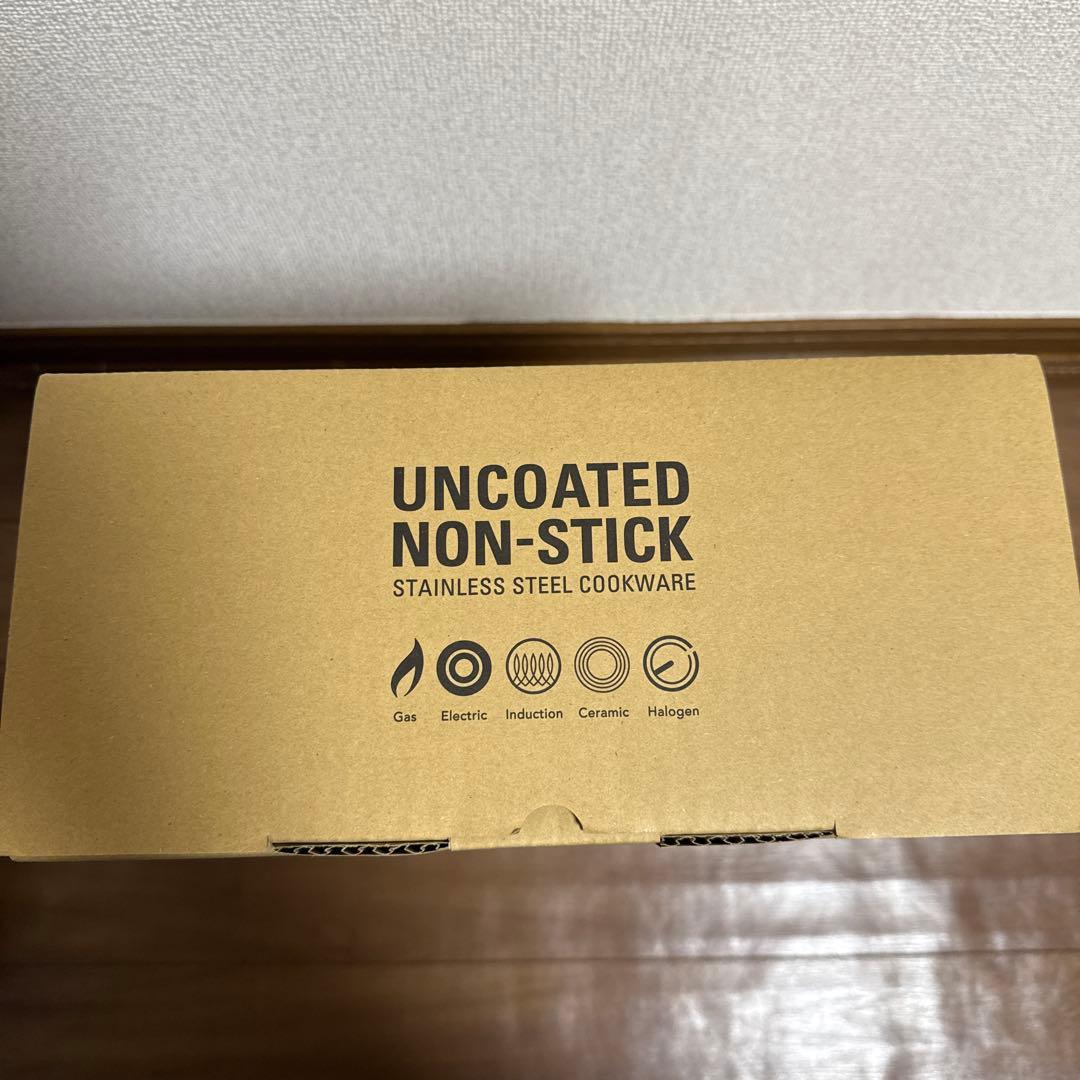 UNCOATED
NON-STICK
STAINLESS STEEL COOKWARE
Gas Electric Induction Ceramic Halogen